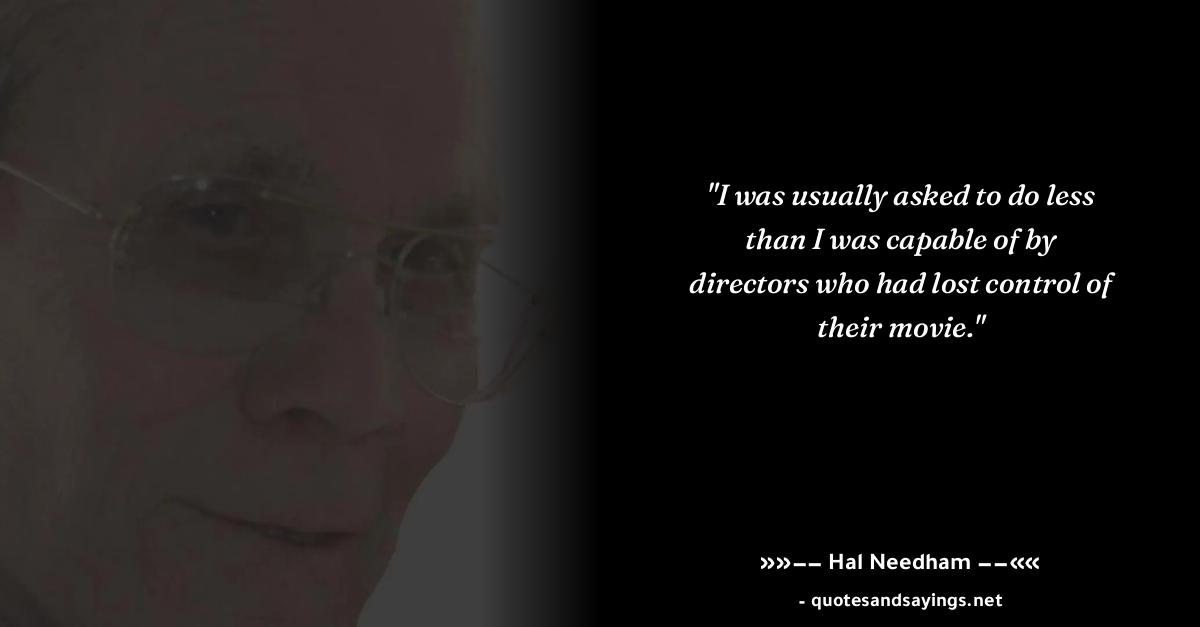 "I was usually asked to do less
than I was capable of by
directors who had lost control of
their movie."
»»−− Hal Needham −−««
- quotesandsayings.net